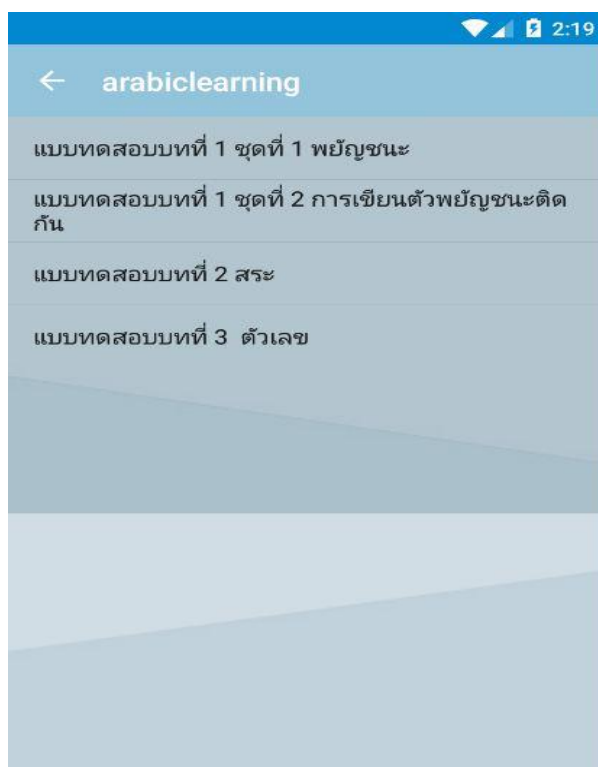 2:19
arabiclearning
แบบทดสอบบทที่ 1 ชุดที่ 1 พยัญชนะ
แบบทดสอบบทที่ 1 ชุดที่ 2 การเขียนตัวพยัญชนะติด
กัน
แบบทดสอบบทที่ 2 สระ
แบบทดสอบบทที่ 3 ตัวเลข